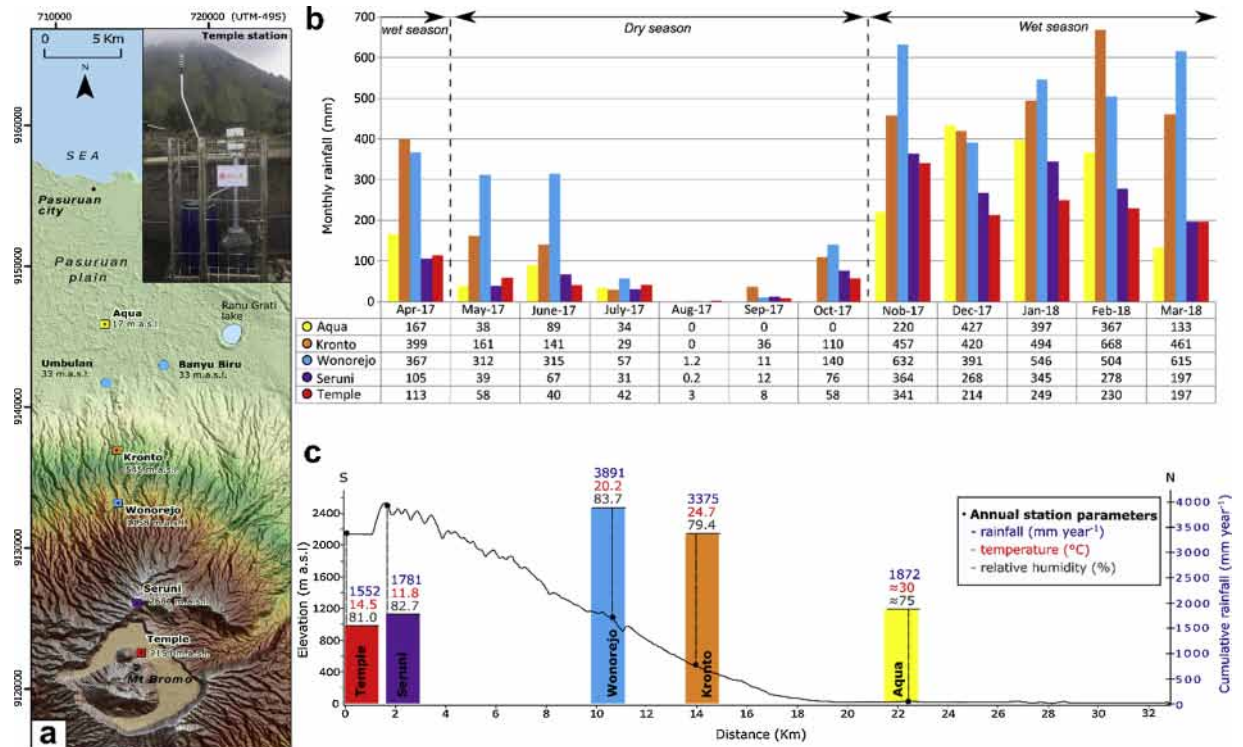 710000 720000 (UTM-49S)
0 5 Km
N
Temple station
SEA
Pasuruan
city
Pasuruan
plain
Ranu Grati
lake
Aqua
17 m.a.s.l
Umbulan
33 m.a.s.l.
Banyu Biru
33 m.a.s.l.
Kronto
m a.s.l.
Wonorejo
m a.s.l.
Seruni
m a.s.l.
Temple
m a.s.l.
Mt Bromo
9160000
9150000
9140000
9130000
9120000
a
b
wet season Dry season Wet season
Monthly rainfall (mm)
700
600
500
400
300
200
100
0
Apr-17 May-17 June-17 July-17 Aug-17 Sep-17 Oct-17 Nob-17 Dec-17 Jan-18 Feb-18 Mar-18
Aqua 167 38 89 34 0 0 0 220 427 397 367 133
Kronto 399 161 141 29 0 36 110 457 420 494 668 461
Wonorejo 367 312 315 57 1.2 11 140 632 391 546 504 615
Seruni 105 39 67 31 0.2 12 76 364 268 345 278 197
Temple 113 58 40 42 3 8 58 341 214 249 230 197
c
S N
Elevation (m a.s.l)
2400
2000
1600
1200
800
400
0
1552
14.5
81.0
Temple
1781
11.8
82.7
Seruni
3891
20.2
83.7
Wonorejo
3375
24.7
79.4
Kronto
1872
≈30
≈75
Aqua
Annual station parameters
- rainfall (mm year-1)
- temperature (°C)
- relative humidity (%)
4000
3500
3000
2500
2000
1500
1000
500
0
Cumulative rainfall (mm year-1)
0 2 4 6 8 10 12 14 16 18 20 22 24 26 28 30 32
Distance (Km)